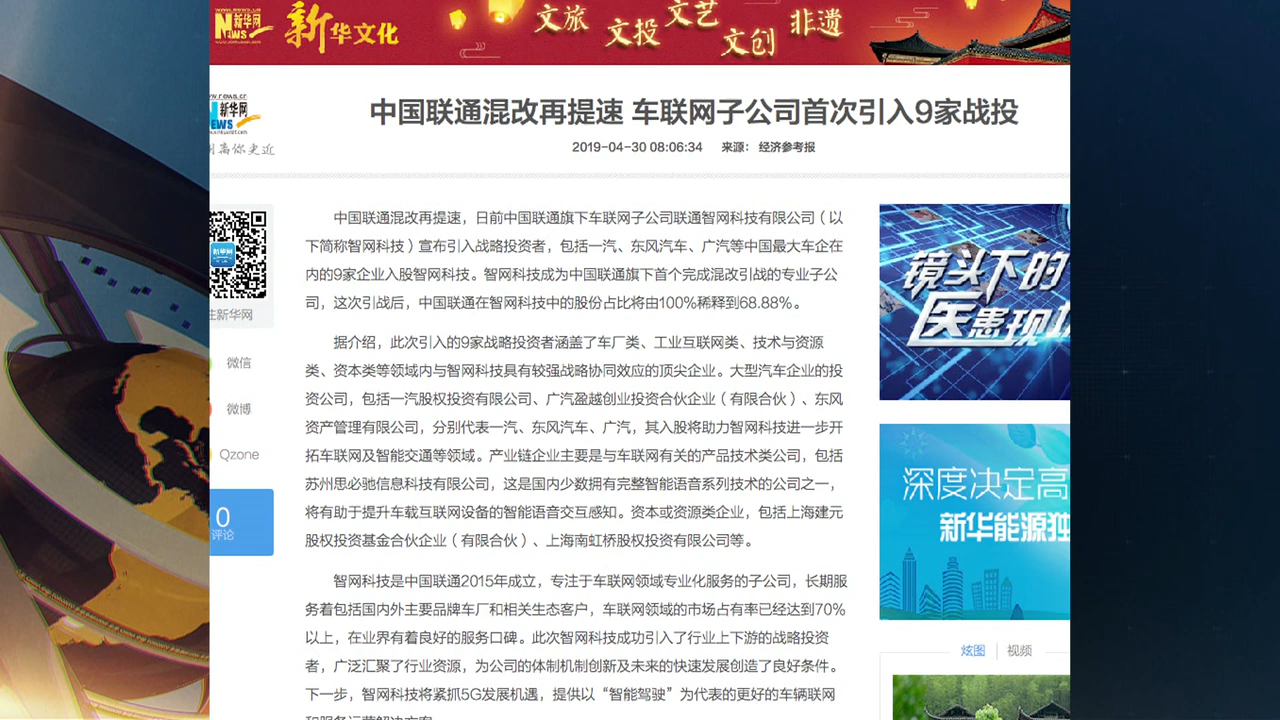 WWW.NEWS.CN
新华网
NEWS
新华文化
文旅
文投
文艺
文创
非遗
新华网
中国联通混改再提速 车联网子公司首次引入9家战投
2019-04-30 08:06:34 来源： 经济参考报
离你更近
中国联通混改再提速，日前中国联通旗下车联网子公司联通智网科技有限公司（以
下简称智网科技）宣布引入战略投资者，包括一汽、东风汽车、广汽等中国最大车企在
内的9家企业入股智网科技。智网科技成为中国联通旗下首个完成混改引战的专业子公
司，这次引战后，中国联通在智网科技中的股份占比将由100%稀释到68.88%。
新华网
注新华网
据介绍，此次引入的9家战略投资者涵盖了车厂类、工业互联网类、技术与资源
类、资本类等领域内与智网科技具有较强战略协同效应的顶尖企业。大型汽车企业的投
资公司，包括一汽股权投资有限公司、广汽盈越创业投资合伙企业（有限合伙）、东风
资产管理有限公司，分别代表一汽、东风汽车、广汽，其入股将助力智网科技进一步开
拓车联网及智能交通等领域。产业链企业主要是与车联网有关的产品技术类公司，包括
苏州思必驰信息科技有限公司，这是国内少数拥有完整智能语音系列技术的公司之一，
将有助于提升车载互联网设备的智能语音交互感知。资本或资源类企业，包括上海建元
股权投资基金合伙企业（有限合伙）、上海南虹桥股权投资有限公司等。
微信
微博
Qzone
0
评论
智网科技是中国联通2015年成立，专注于车联网领域专业化服务的子公司，长期服
务着包括国内外主要品牌车厂和相关生态客户，车联网领域的市场占有率已经达到70%
以上，在业界有着良好的服务口碑。此次智网科技成功引入了行业上下游的战略投资
者，广泛汇聚了行业资源，为公司的体制机制创新及未来的快速发展创造了良好条件。
下一步，智网科技将紧抓5G发展机遇，提供以“智能驾驶”为代表的更好的车辆联网
和服务运营解决方案
镜头下的
医患现场
深度决定高
新华能源独
炫图 视频